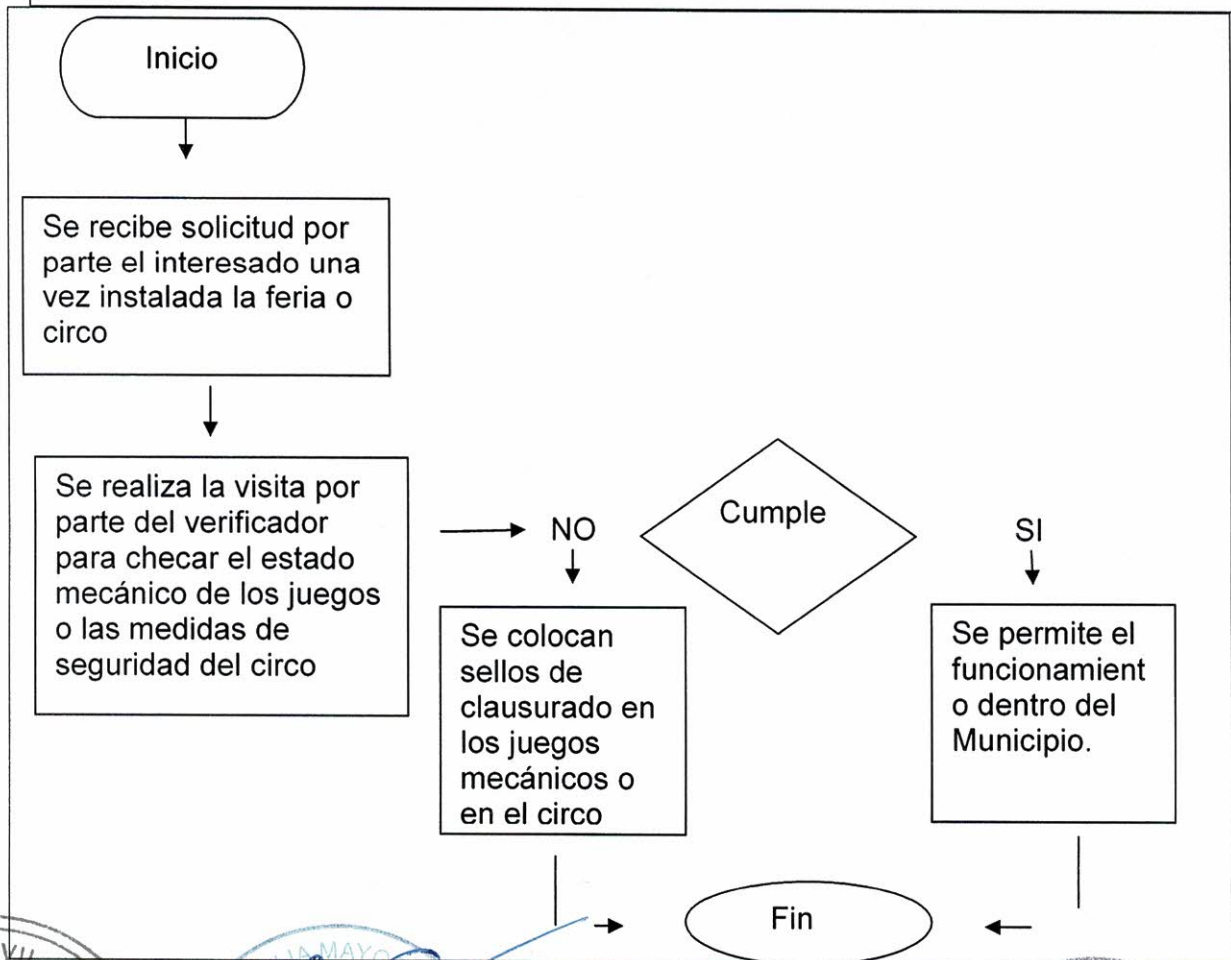 Inicio
Se recibe solicitud por
parte el interesado una
vez instalada la feria o
circo
Se realiza la visita por
parte del verificador
para checar el estado
mecánico de los juegos
o las medidas de
seguridad del circo
NO
Cumple
SI
Se colocan
sellos de
clausurado en
los juegos
mecánicos o
en el circo
Se permite el
funcionamient
o dentro del
Municipio.
Fin